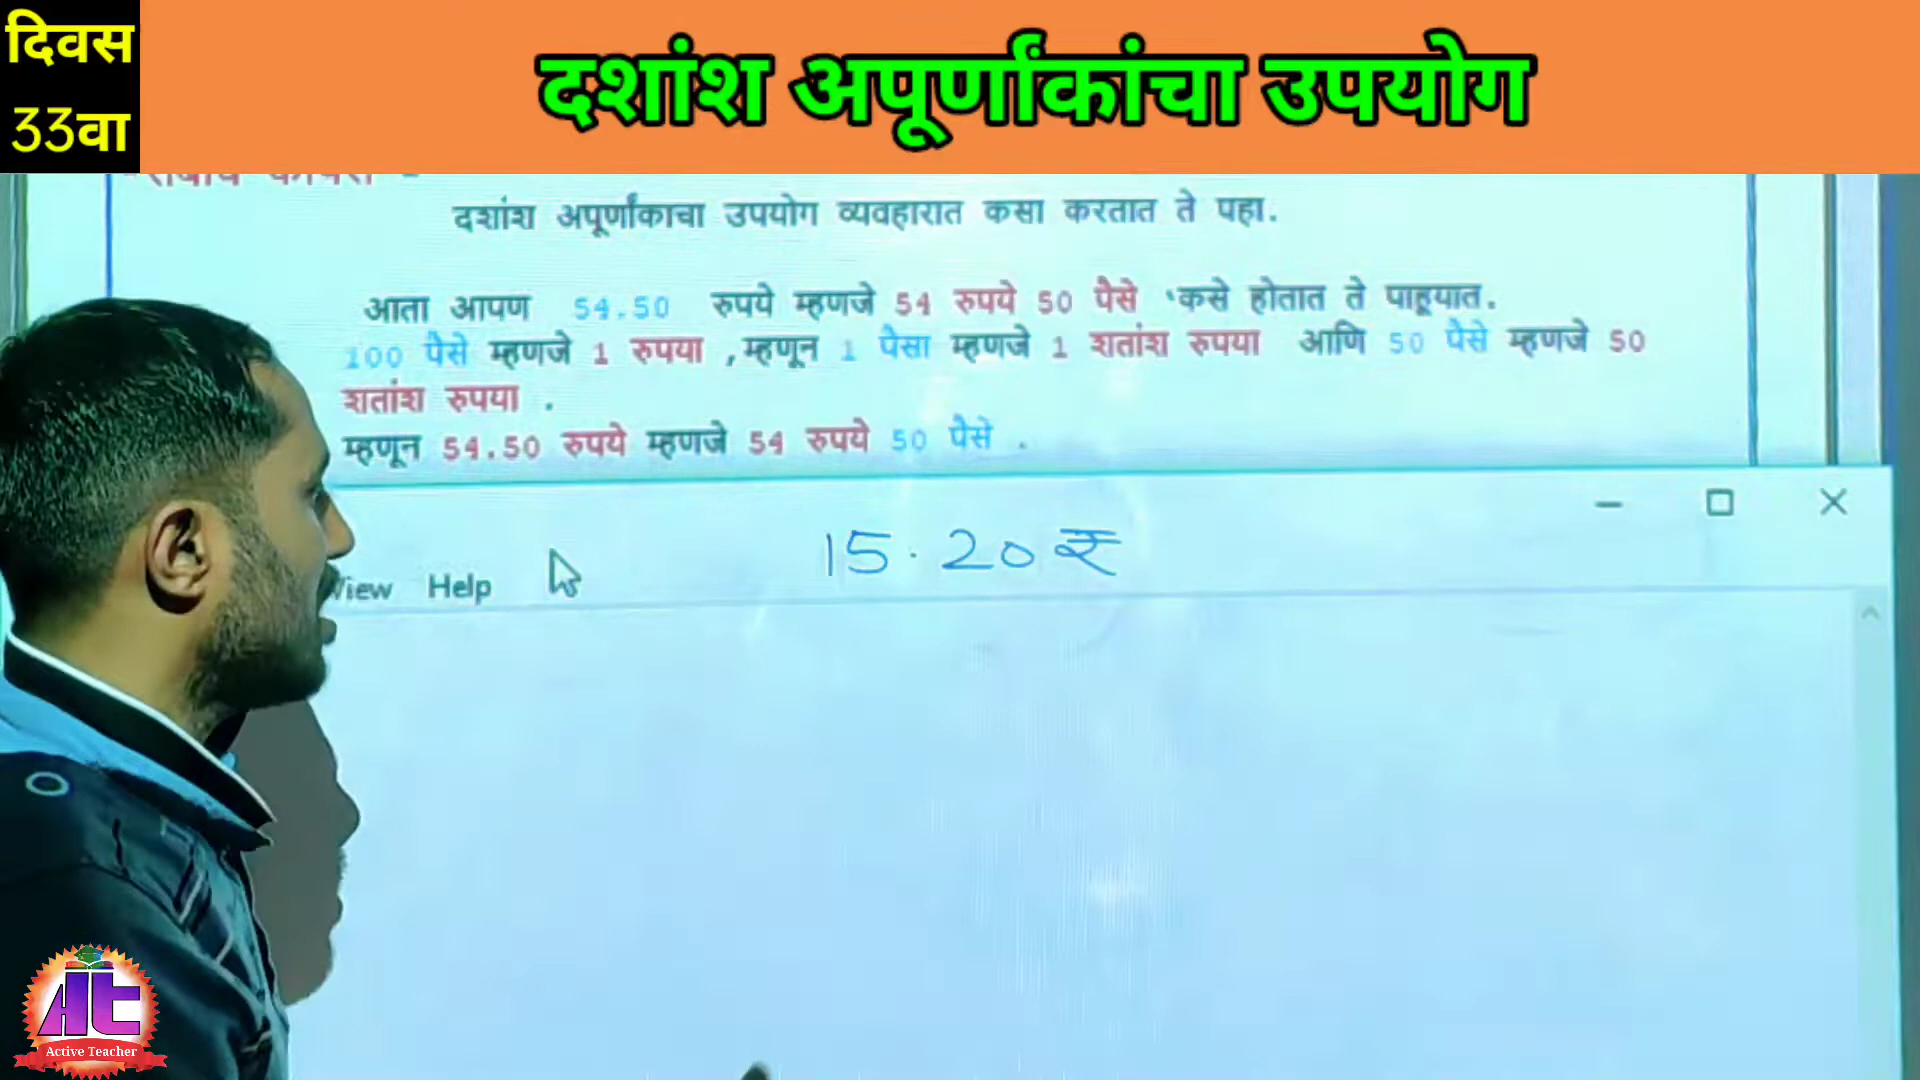 दिवस
33वा
दशांश अपूर्णांकांचा उपयोग
दशांश अपूर्णांकाचा उपयोग व्यवहारात कसा करतात ते पहा.
आता आपण 54.50 रुपये म्हणजे 54 रुपये 50 पैसे 'कसे होतात ते पाहूयात.
100 पैसे म्हणजे 1 रुपया ,म्हणून 1 पैसा म्हणजे 1 शतांश रुपया आणि 50 पैसे म्हणजे 50
शतांश रुपया .
म्हणून 54.50 रुपये म्हणजे 54 रुपये 50 पैसे .
15.20 ₹
View Help
AT
Active Teacher